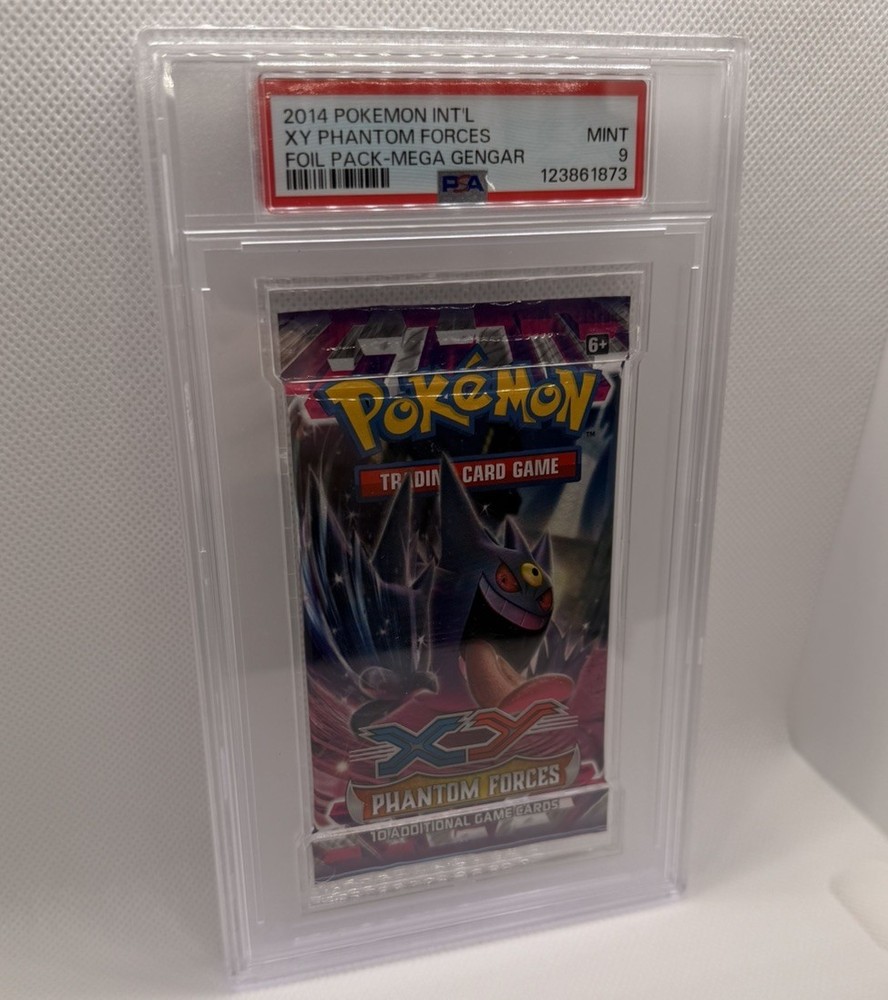 2014 POKEMON INT'L
XY PHANTOM FORCES
MINT
FOIL PACK-MEGA GENGAR
9
PSA
123861873
6+
POKéMON
TM
TRADING CARD GAME
XY
PHANTOM FORCES
10 ADDITIONAL GAME CARDS